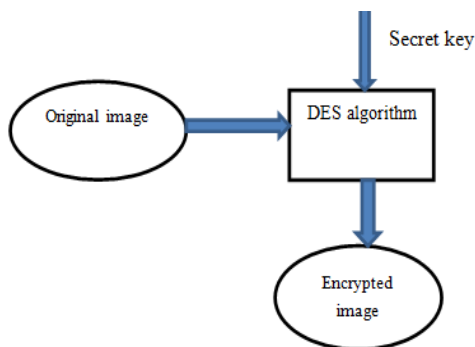 Secret key
Original image
DES algorithm
Encrypted
image